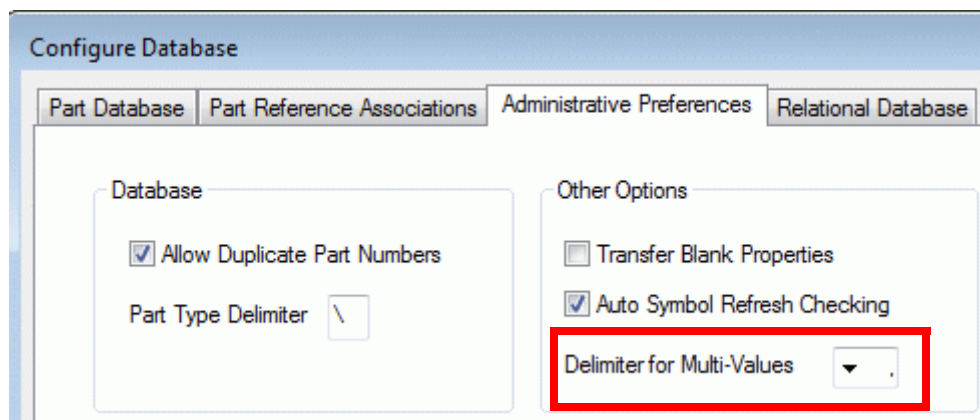 Configure Database
Part Database Part Reference Associations Administrative Preferences Relational Database
Database
Allow Duplicate Part Numbers
Part Type Delimiter \
Other Options
Transfer Blank Properties
Auto Symbol Refresh Checking
Delimiter for Multi-Values ,